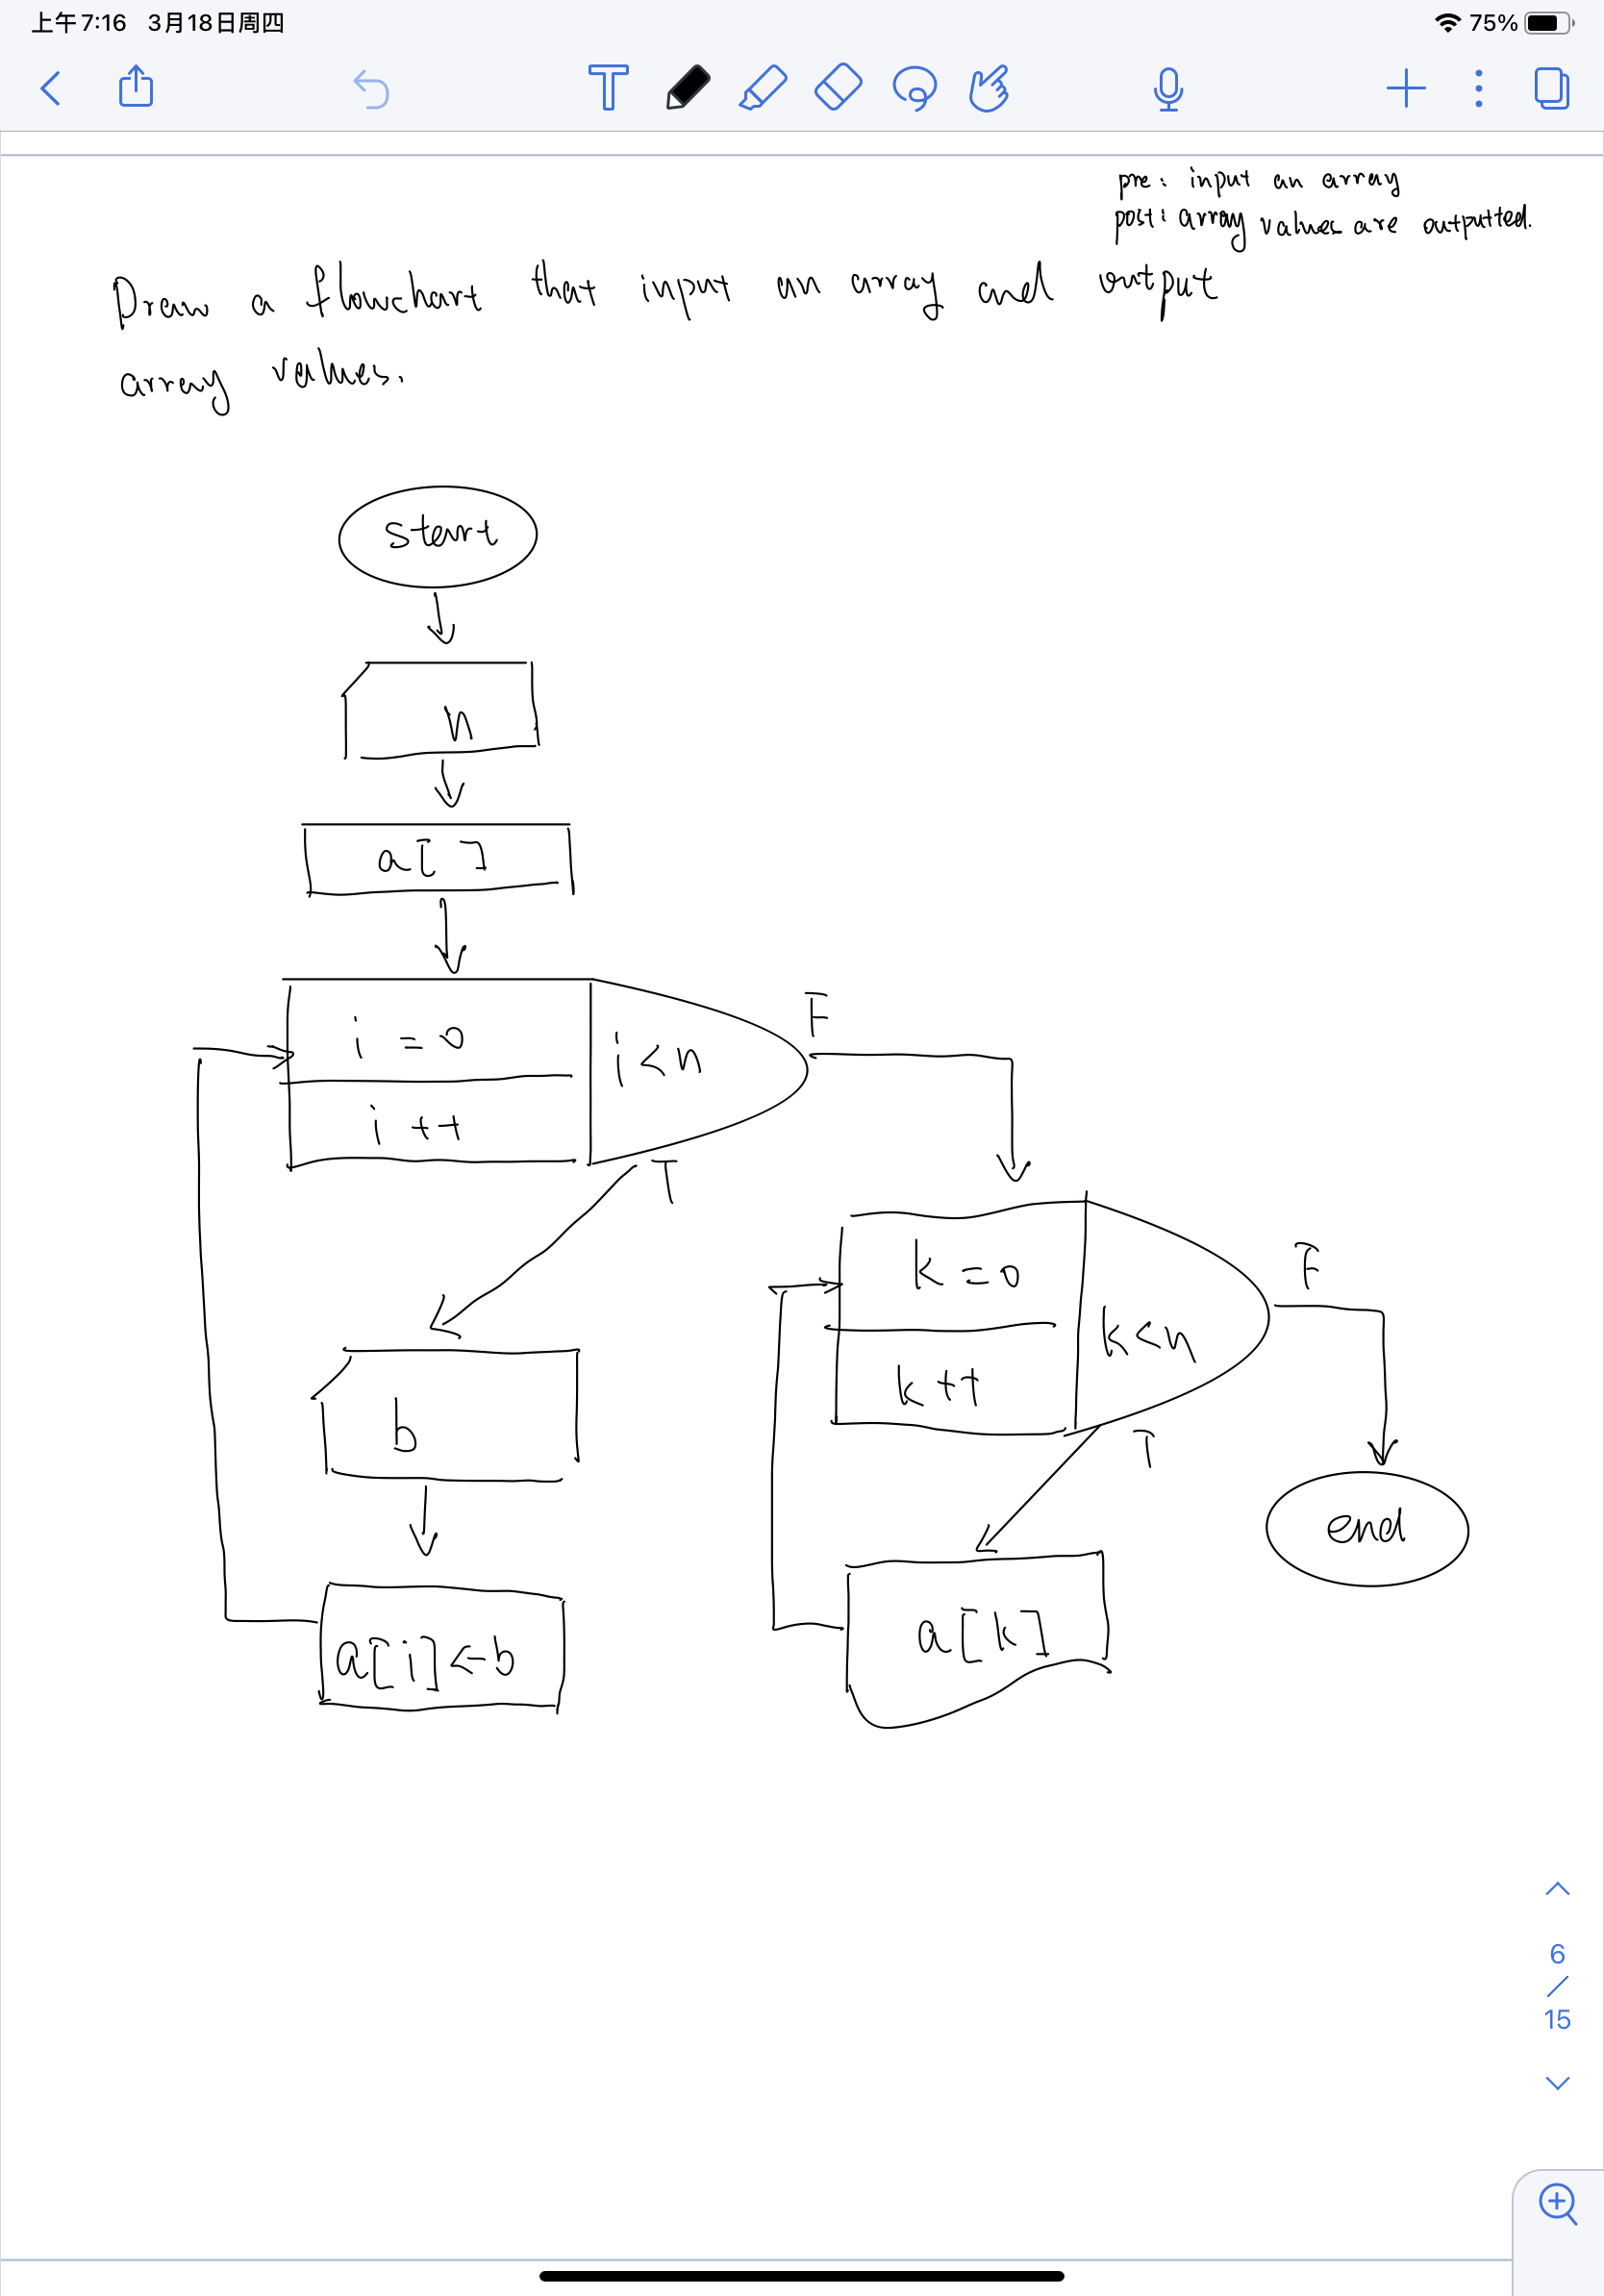 上午7:16 3月18日周四
75%
T
pre: input an array
post: array values are outputted.
Draw a flowchart that input an array and output
array values.
start
n
a[ ]
i = 0
i ++
i<n
F
T
b
a[i]←b
k = 0
k ++
k<n
F
T
a[k]
end
6
/
15